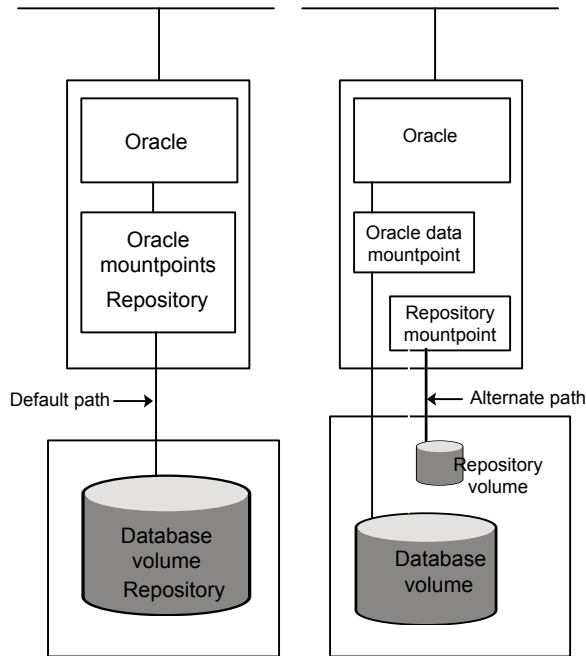 Oracle
Oracle
mountpoints
Repository
Default path
Database
volume
Repository
Oracle
Oracle data
mountpoint
Repository
mountpoint
Alternate path
Repository
volume
Database
volume